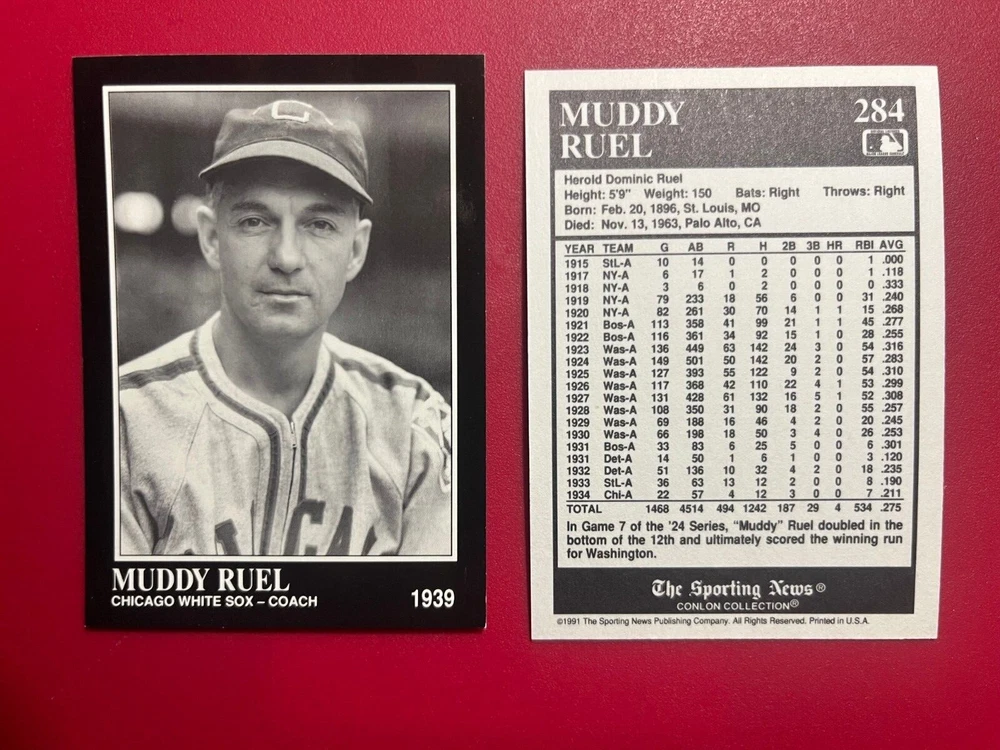 C
CHICA
MUDDY RUEL
CHICAGO WHITE SOX – COACH
1939
MUDDY 284
RUEL
Herold Dominic Ruel
Height: 5'9" Weight: 150 Bats: Right Throws: Right
Born: Feb. 20, 1896, St. Louis, MO
Died: Nov. 13, 1963, Palo Alto, CA
YEAR TEAM G AB R H 2B 3B HR RBI AVG
1915 StL-A 10 14 0 0 0 0 0 1 .000
1917 NY-A 6 17 1 2 0 0 0 1 .118
1918 NY-A 3 6 0 2 0 0 0 0 .333
1919 NY-A 79 233 18 56 6 0 0 31 .240
1920 NY-A 82 261 30 70 14 1 1 15 .268
1921 Bos-A 113 358 41 99 21 1 1 45 .277
1922 Bos-A 116 361 34 92 15 1 0 28 .255
1923 Was-A 136 449 63 142 24 3 0 54 .316
1924 Was-A 149 501 50 142 20 2 0 57 .283
1925 Was-A 127 393 55 122 9 2 0 54 .310
1926 Was-A 117 368 42 110 22 4 1 53 .299
1927 Was-A 131 428 61 132 16 5 1 52 .308
1928 Was-A 108 350 31 90 18 2 0 55 .257
1929 Was-A 69 188 16 46 4 2 0 20 .245
1930 Was-A 66 198 18 50 3 4 0 26 .253
1931 Bos-A 33 83 6 25 5 0 0 6 .301
1931 Det-A 14 50 1 6 1 0 0 3 .120
1932 Det-A 51 136 10 32 4 2 0 18 .235
1933 StL-A 36 63 13 12 2 0 0 8 .190
1934 Chi-A 22 57 4 12 3 0 0 7 .211
TOTAL 1468 4514 494 1242 187 29 4 534 .275
In Game 7 of the '24 Series, “Muddy” Ruel doubled in the
bottom of the 12th and ultimately scored the winning run
for Washington.
The Sporting News®
CONLON COLLECTION®
©1991 The Sporting News Publishing Company. All Rights Reserved. Printed in U.S.A.